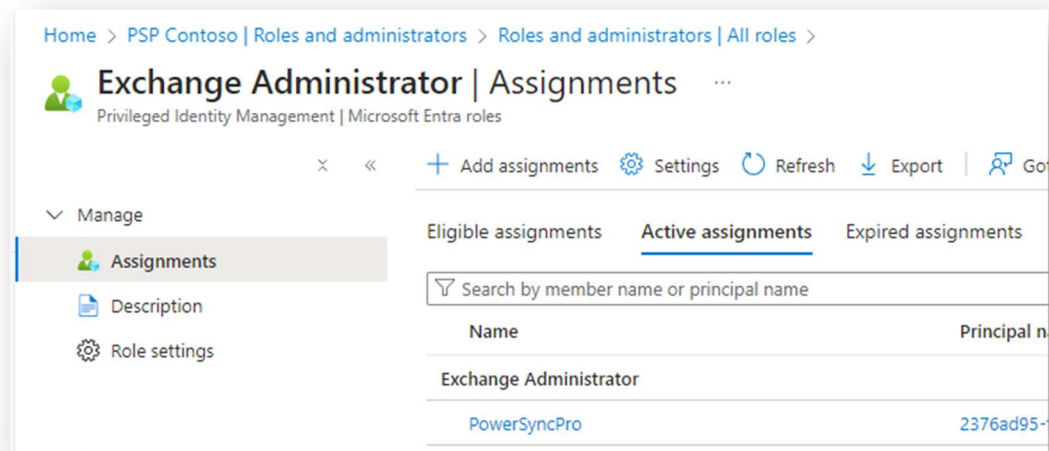 Home > PSP Contoso | Roles and administrators > Roles and administrators | All roles >
Exchange Administrator | Assignments ...
Privileged Identity Management | Microsoft Entra roles
Add assignments Settings Refresh Export
Manage
Eligible assignments Active assignments Expired assignments
Assignments
Search by member name or principal name
Description
Name Principal
Role settings
Exchange Administrator
PowerSyncPro 2376ad95-